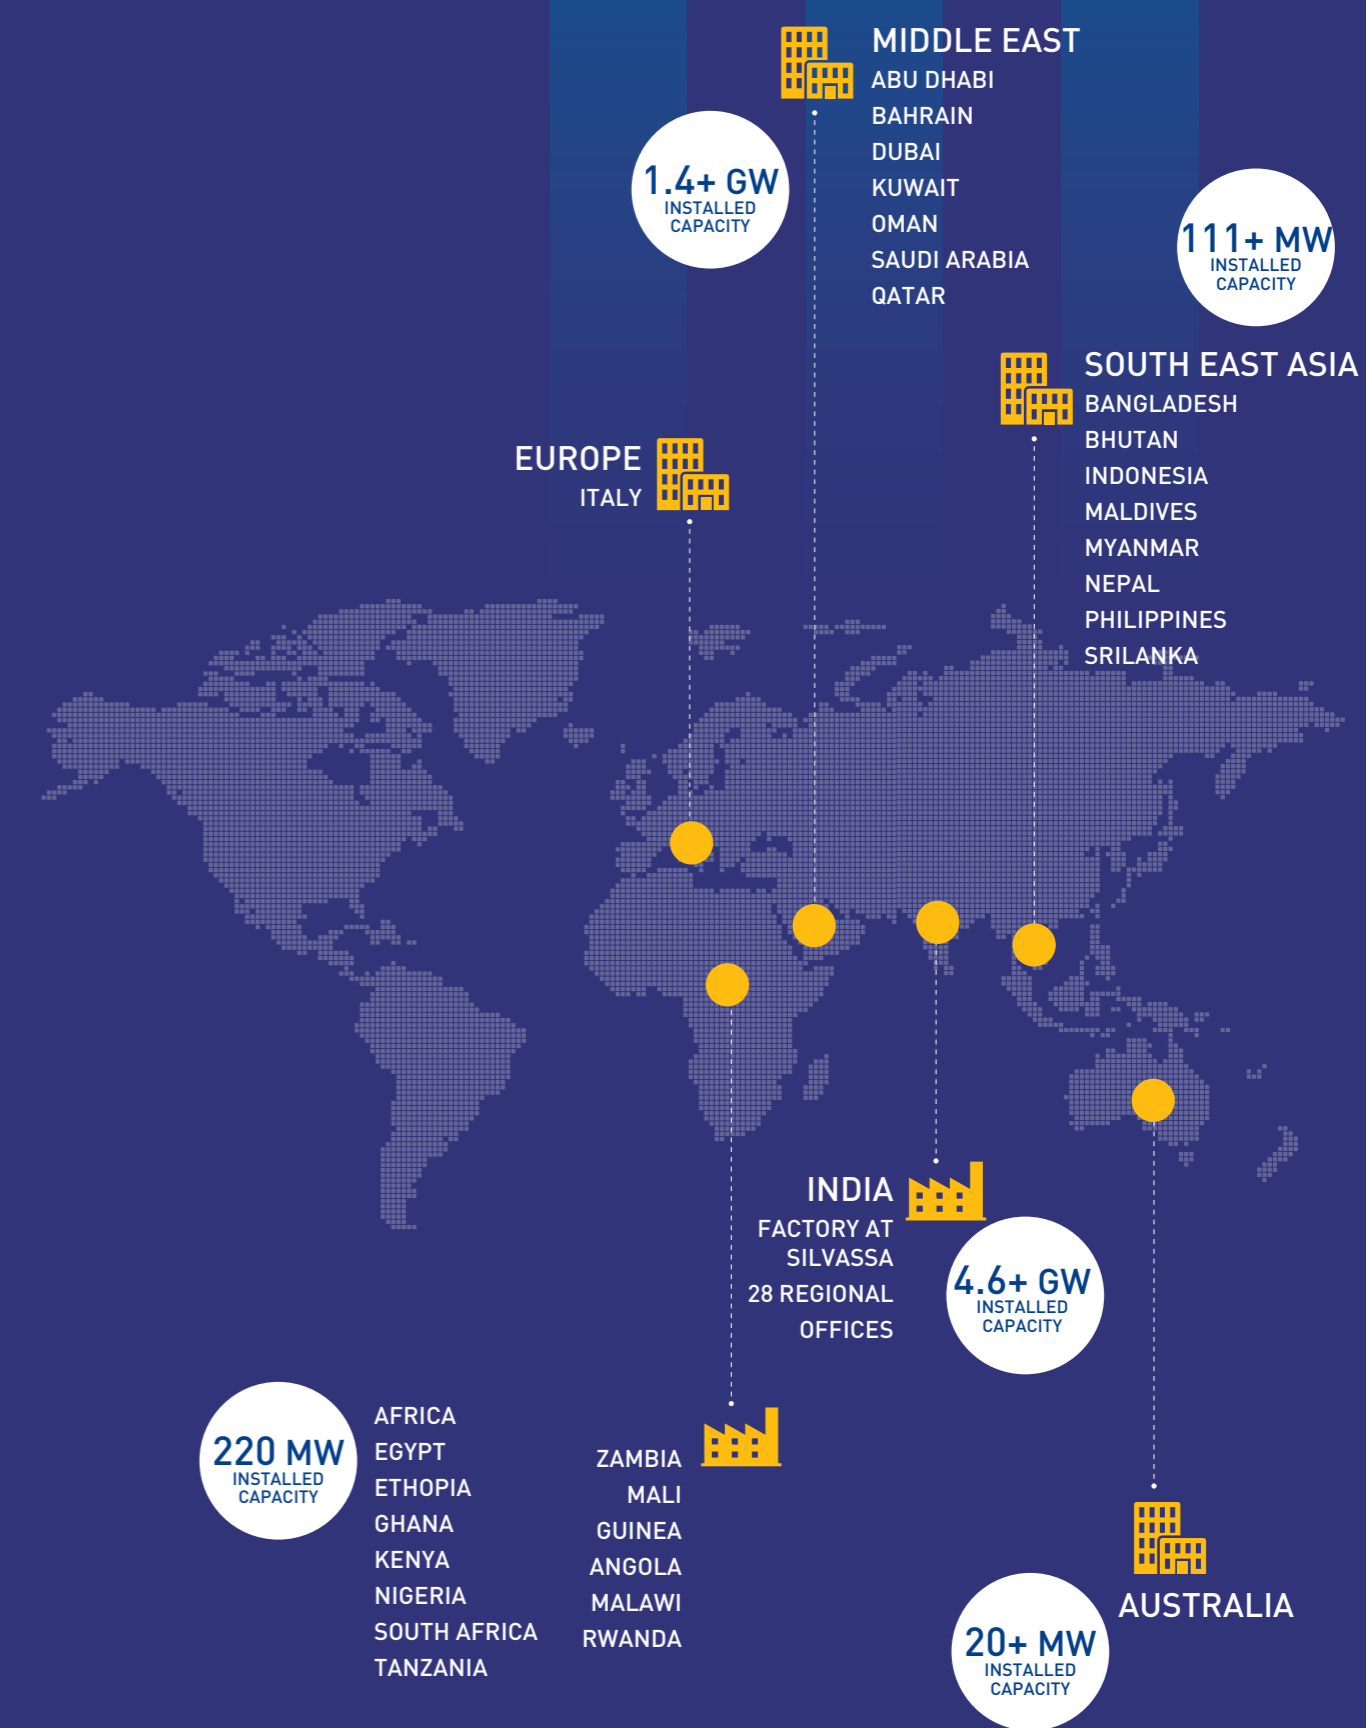 MIDDLE EAST
ABU DHABI
BAHRAIN
DUBAI
KUWAIT
OMAN
SAUDI ARABIA
QATAR
1.4+ GW
INSTALLED
CAPACITY
111+ MW
INSTALLED
CAPACITY
SOUTH EAST ASIA
BANGLADESH
BHUTAN
INDONESIA
MALDIVES
MYANMAR
NEPAL
PHILIPPINES
SRILANKA
EUROPE
ITALY
INDIA
FACTORY AT
SILVASSA
28 REGIONAL
OFFICES
4.6+ GW
INSTALLED
CAPACITY
220 MW
INSTALLED
CAPACITY
AFRICA
EGYPT
ETHOPIA
GHANA
KENYA
NIGERIA
SOUTH AFRICA
TANZANIA
ZAMBIA
MALI
GUINEA
ANGOLA
MALAWI
RWANDA
AUSTRALIA
20+ MW
INSTALLED
CAPACITY